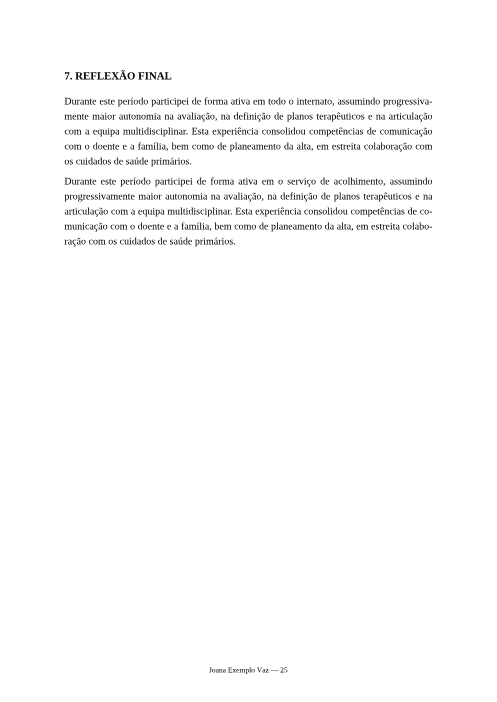 7. REFLEXÃO FINAL
Durante este período participei de forma ativa em todo o internato, assumindo progressiva-
mente maior autonomia na avaliação, na definição de planos terapêuticos e na articulação
com a equipa multidisciplinar. Esta experiência consolidou competências de comunicação
com o doente e a família, bem como de planeamento da alta, em estreita colaboração com
os cuidados de saúde primários.
Durante este período participei de forma ativa em o serviço de acolhimento, assumindo
progressivamente maior autonomia na avaliação, na definição de planos terapêuticos e na
articulação com a equipa multidisciplinar. Esta experiência consolidou competências de co-
municação com o doente e a família, bem como de planeamento da alta, em estreita colabo-
ração com os cuidados de saúde primários.
Joana Exemplo Vaz — 25